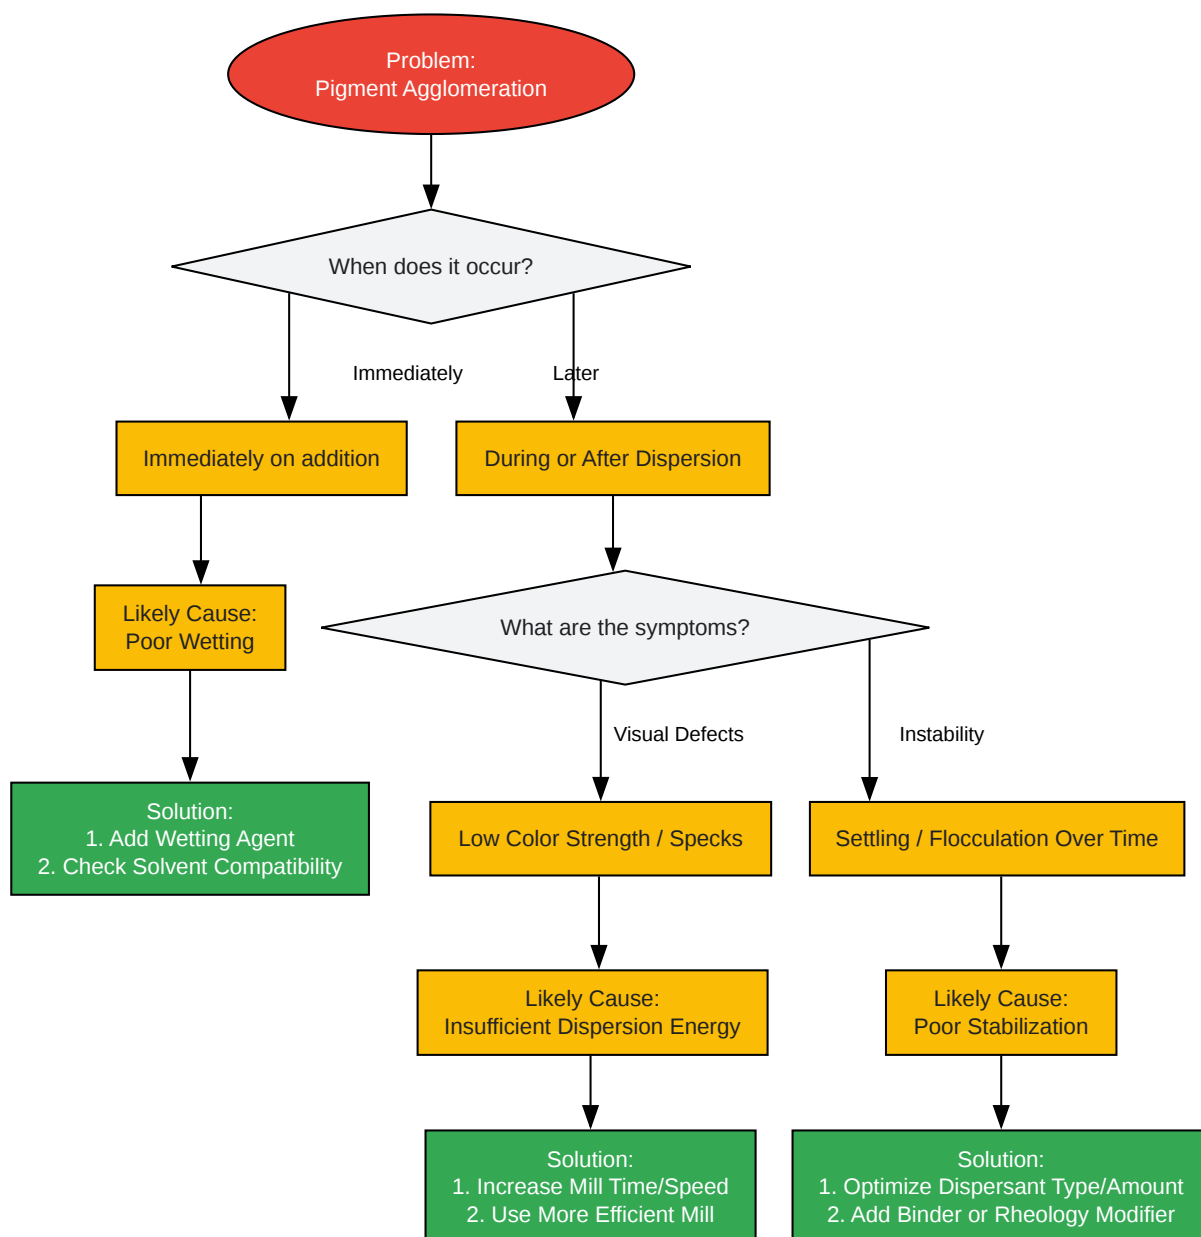 Problem:
Pigment Agglomeration
When does it occur?
Immediately
Later
Immediately on addition
During or After Dispersion
Likely Cause:
Poor Wetting
What are the symptoms?
Visual Defects
Instability
Solution:
1. Add Wetting Agent
2. Check Solvent Compatibility
Low Color Strength / Specks
Settling / Flocculation Over Time
Likely Cause:
Insufficient Dispersion Energy
Likely Cause:
Poor Stabilization
Solution:
1. Increase Mill Time/Speed
2. Use More Efficient Mill
Solution:
1. Optimize Dispersant Type/Amount
2. Add Binder or Rheology Modifier